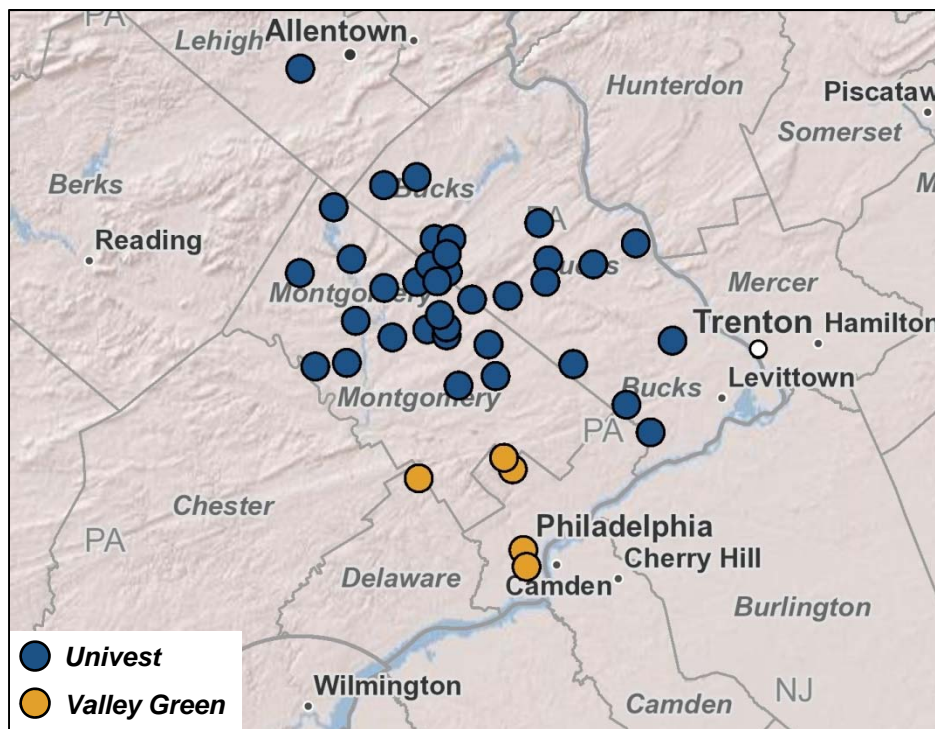 PA
Lehigh
Allentown
Hunterdon
Piscataw
Somerset
Berks
Bucks
M
PA
Reading
Bucks
Mercer
Montgomery
Trenton
Hamilton
Bucks
Levittown
Montgomery
PA
Chester
PA
Philadelphia
Cherry Hill
Delaware
Camden
Burlington
Univest
Wilmington
NJ
Valley Green
Camden